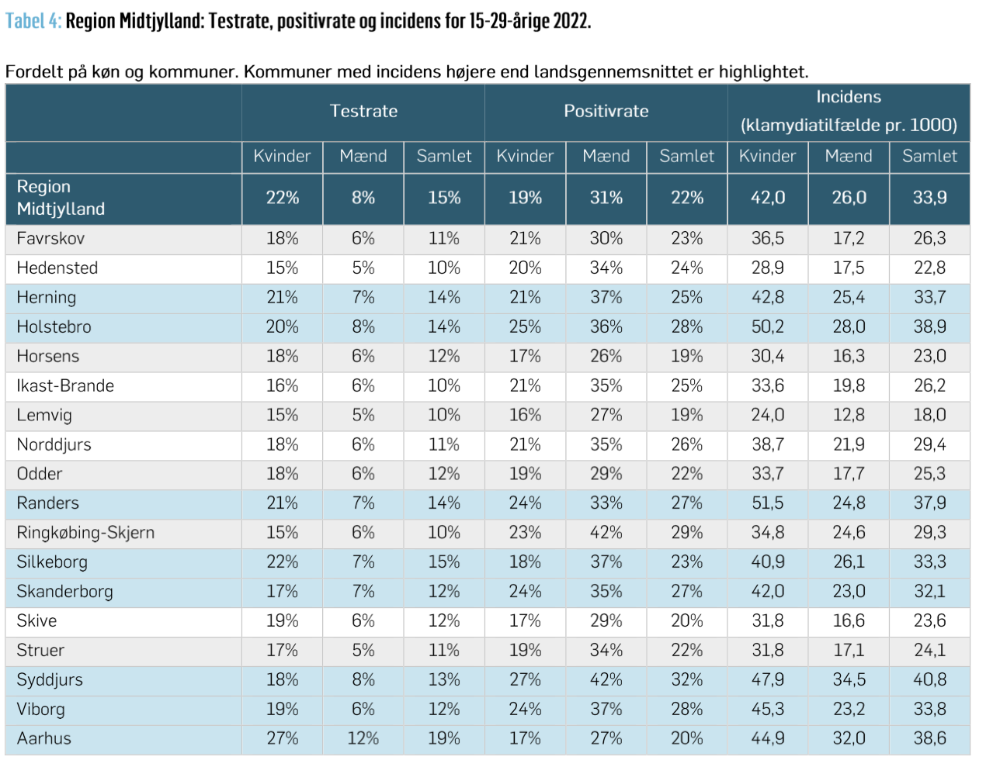 Tabel 4: Region Midtjylland: Testrate, positivrate og incidens for 15-29-årige 2022.
Fordelt på køn og kommuner. Kommuner med incidens højere end landsgennemsnittet er highlightet.
Testrate Positivrate Incidens
(klamydiatilfælde pr. 1000)
Kvinder Mænd Samlet Kvinder Mænd Samlet Kvinder Mænd Samlet
Region
Midtjylland 22% 8% 15% 19% 31% 22% 42,0 26,0 33,9
Favrskov 18% 6% 11% 21% 30% 23% 36,5 17,2 26,3
Hedensted 15% 5% 10% 20% 34% 24% 28,9 17,5 22,8
Herning 21% 7% 14% 21% 37% 25% 42,8 25,4 33,7
Holstebro 20% 8% 14% 25% 36% 28% 50,2 28,0 38,9
Horsens 18% 6% 12% 17% 26% 19% 30,4 16,3 23,0
Ikast-Brande 16% 6% 10% 21% 35% 25% 33,6 19,8 26,2
Lemvig 15% 5% 10% 16% 27% 19% 24,0 12,8 18,0
Norddjurs 18% 6% 11% 21% 35% 26% 38,7 21,9 29,4
Odder 18% 6% 12% 19% 29% 22% 33,7 17,7 25,3
Randers 21% 7% 14% 24% 33% 27% 51,5 24,8 37,9
Ringkøbing-Skjern 15% 6% 10% 23% 42% 29% 34,8 24,6 29,3
Silkeborg 22% 7% 15% 18% 37% 23% 40,9 26,1 33,3
Skanderborg 17% 7% 12% 24% 35% 27% 42,0 23,0 32,1
Skive 19% 6% 12% 17% 29% 20% 31,8 16,6 23,6
Struer 17% 5% 11% 19% 34% 22% 31,8 17,1 24,1
Syddjurs 18% 8% 13% 27% 42% 32% 47,9 34,5 40,8
Viborg 19% 6% 12% 24% 37% 28% 45,3 23,2 33,8
Aarhus 27% 12% 19% 17% 27% 20% 44,9 32,0 38,6